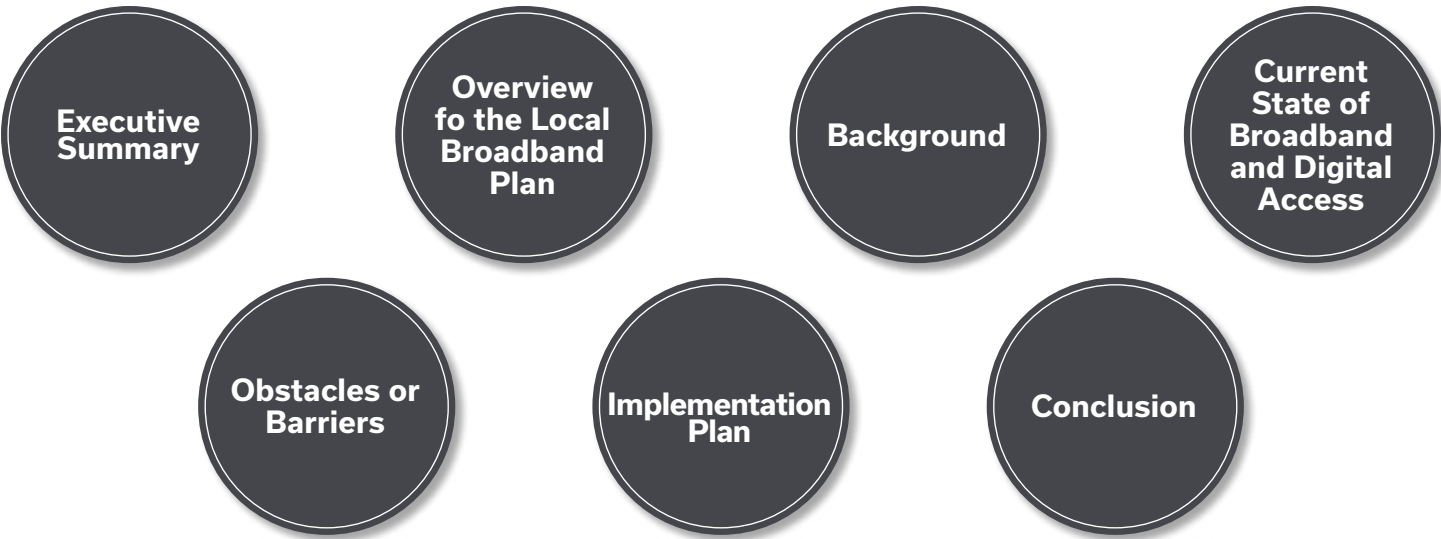 Executive
Summary
Overview
fo the Local
Broadband
Plan
Background
Current
State of
Broadband
and Digital
Access
Obstacles or
Barriers
Implementation
Plan
Conclusion